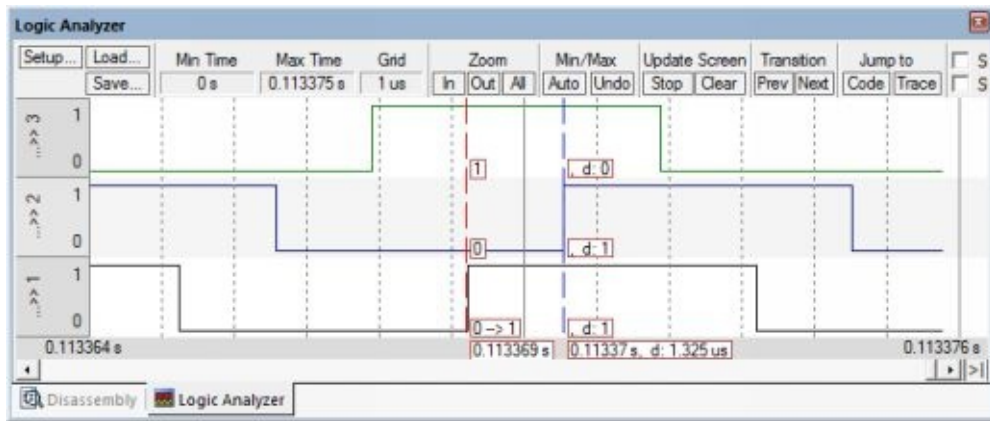 Logic Analyzer
Setup... Load... Min Time Max Time Grid Zoom Min/Max Update Screen Transition Jump to S
Save... 0 s 0.113375 s 1 us In Out All Auto Undo Stop Clear Prev Next Code Trace S
...>> 3 1 0 1 , d: 0
...>> 2 1 0 0 , d: 1
...>> 1 1 0 0 --> 1 , d: 1
0.113364 s 0.113369 s 0.11337 s, d: 1.325 us 0.113376 s
Disassembly Logic Analyzer